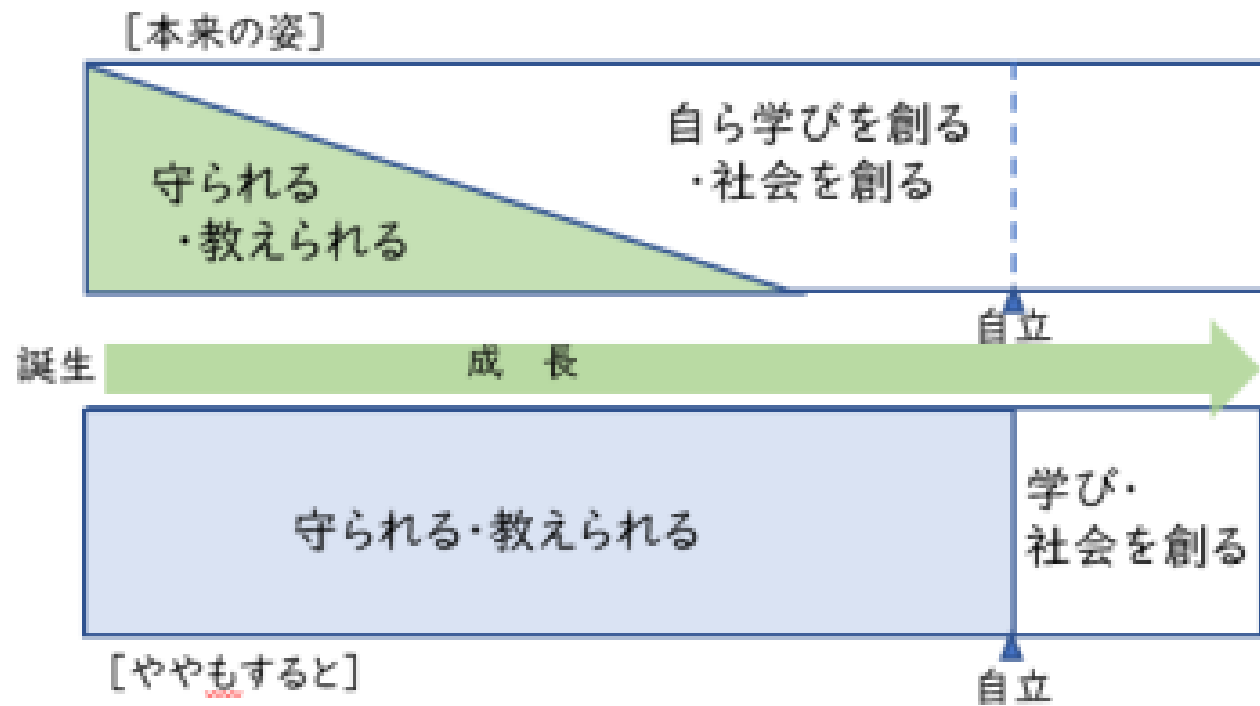 [本来の姿]
自ら学びを創る
・社会を創る
守られる
・教えられる
自立
誕生
成 長
守られる・教えられる
学び・
社会を創る
[ややもすると]
自立